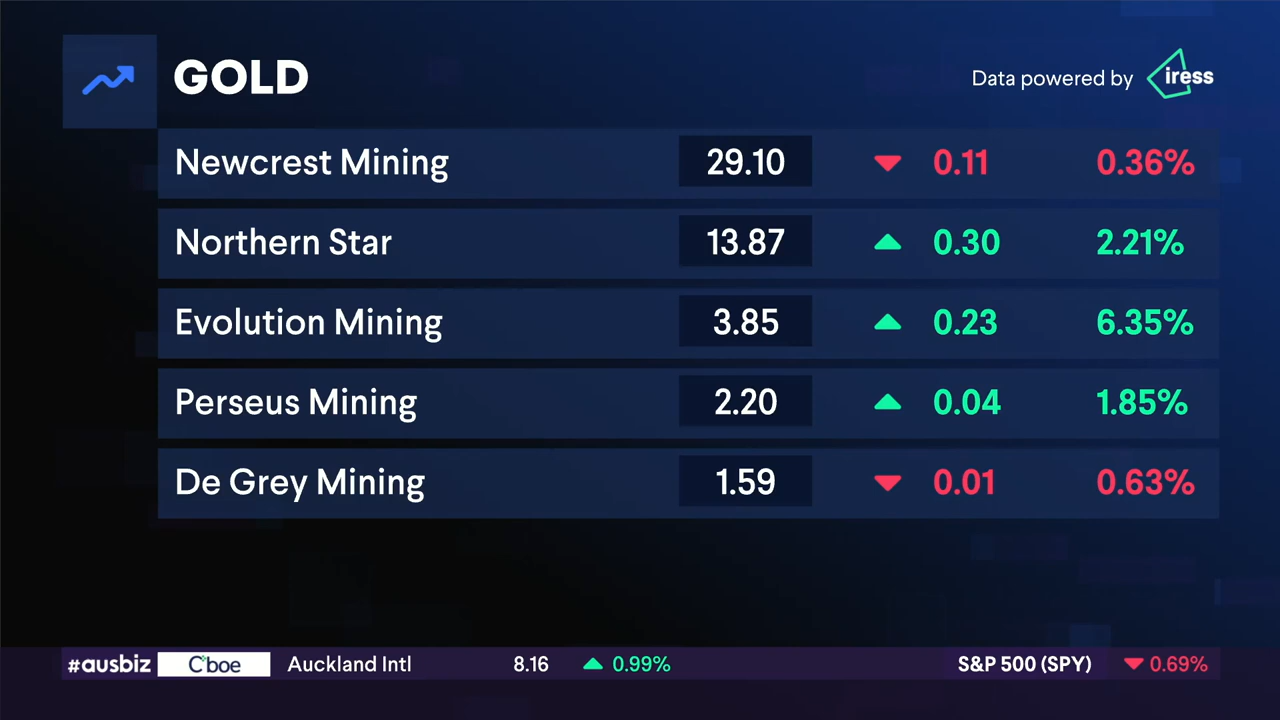 GOLD
Data powered by iress
Newcrest Mining 29.10 0.11 0.36%
Northern Star 13.87 0.30 2.21%
Evolution Mining 3.85 0.23 6.35%
Perseus Mining 2.20 0.04 1.85%
De Grey Mining 1.59 0.01 0.63%
#ausbiz Cboe Auckland Intl 8.16 0.99% S&P 500 (SPY) 0.69%